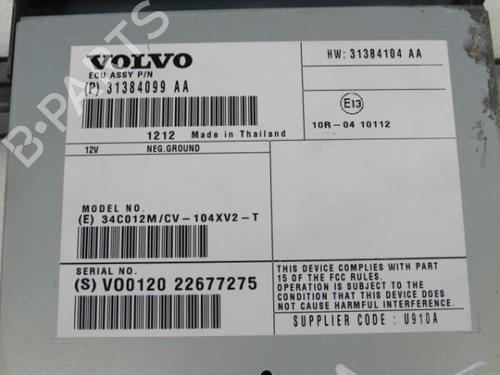 VOLVO
ECU ASSY P/N
(P) 31384099 AA
1212 Made in Thailand
12V NEG.GROUND
MODEL NO.
(E) 34C012M/CV-104XV2-T
SERIAL NO.
(S) VO0120 22677275
HW: 31384104 AA
E13
10R-04 10112
THIS DEVICE COMPLIES WITH PART
15 OF THE FCC RULES.
OPERATION IS SUBJECT TO THE
CONDITION THAT THIS DEVICE DOES
NOT CAUSE HARMFUL INTERFERENCE.
SUPPLIER CODE : U910A
B-PARTS